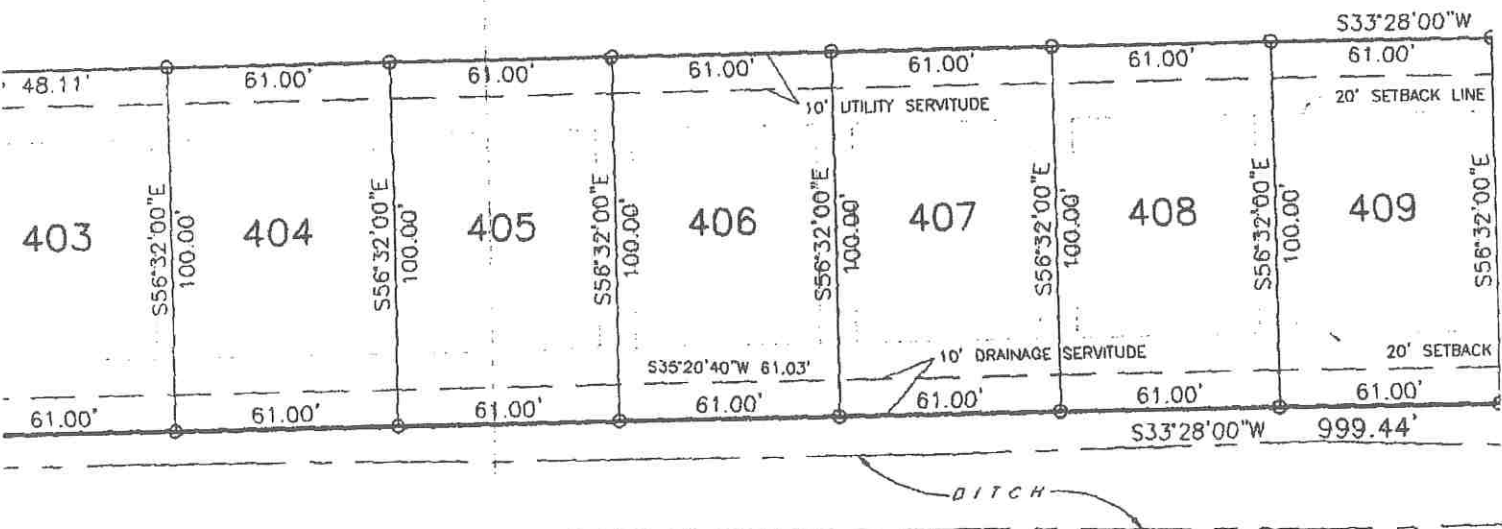 S33°28'00"W
' 48.11'
61.00'
61.00'
61.00'
61.00'
61.00'
61.00'
10' UTILITY SERVITUDE
20' SETBACK LINE
403
S56°32'00"E
100.00'
404
S56°32'00"E
100.00'
405
S56°32'00"E
100.00'
406
S56°32'00"E
100.00'
407
S56°32'00"E
100.00'
408
S56°32'00"E
100.00'
409
S56°32'00"E
S35°20'40"W 61.03'
10' DRAINAGE SERVITUDE
20' SETBACK
61.00'
61.00'
61.00'
61.00'
61.00'
61.00'
61.00'
S33°28'00"W 999.44'
DITCH